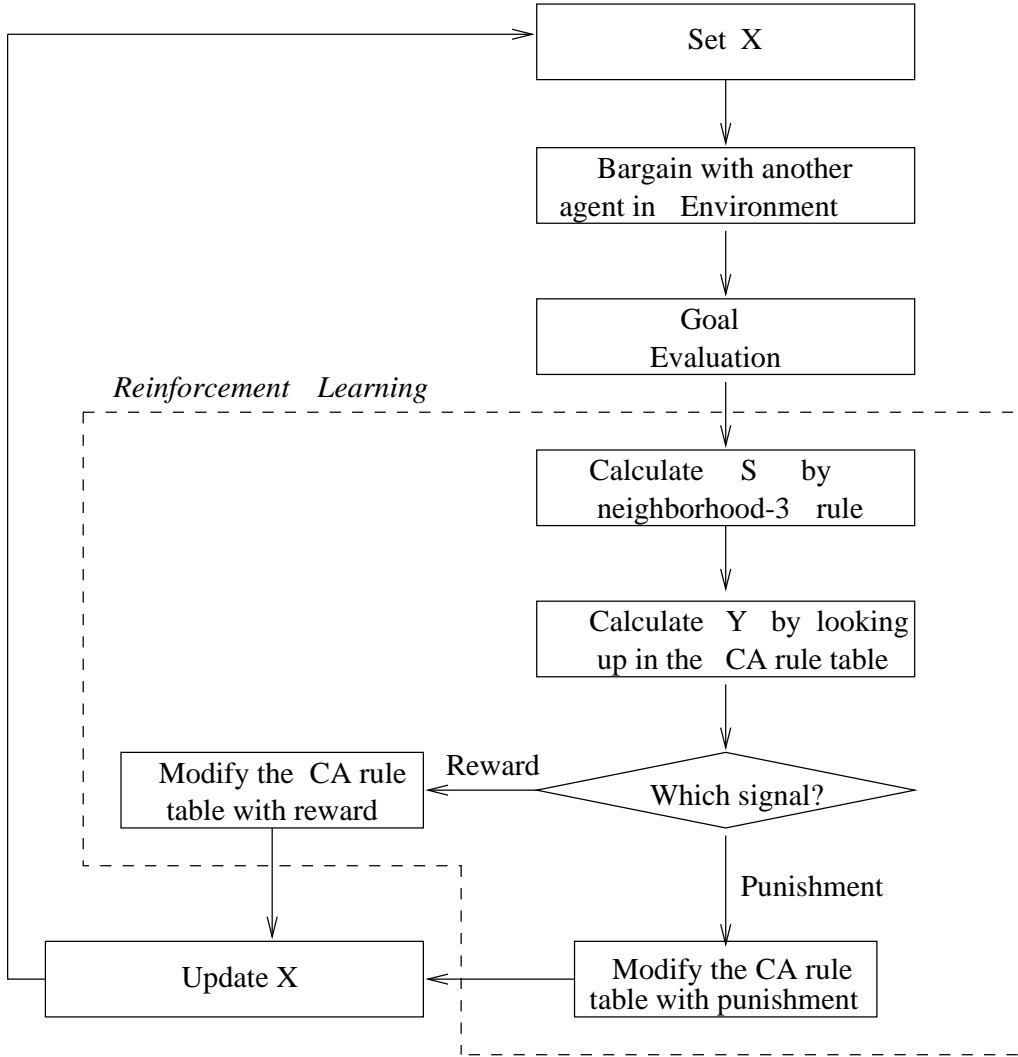 Set X
Bargain with another
agent in Environment
Goal
Evaluation
Reinforcement Learning
Calculate S by
neighborhood-3 rule
Calculate Y by looking
up in the CA rule table
Reward
Modify the CA rule
table with reward
Which signal?
Punishment
Update X
Modify the CA rule
table with punishment